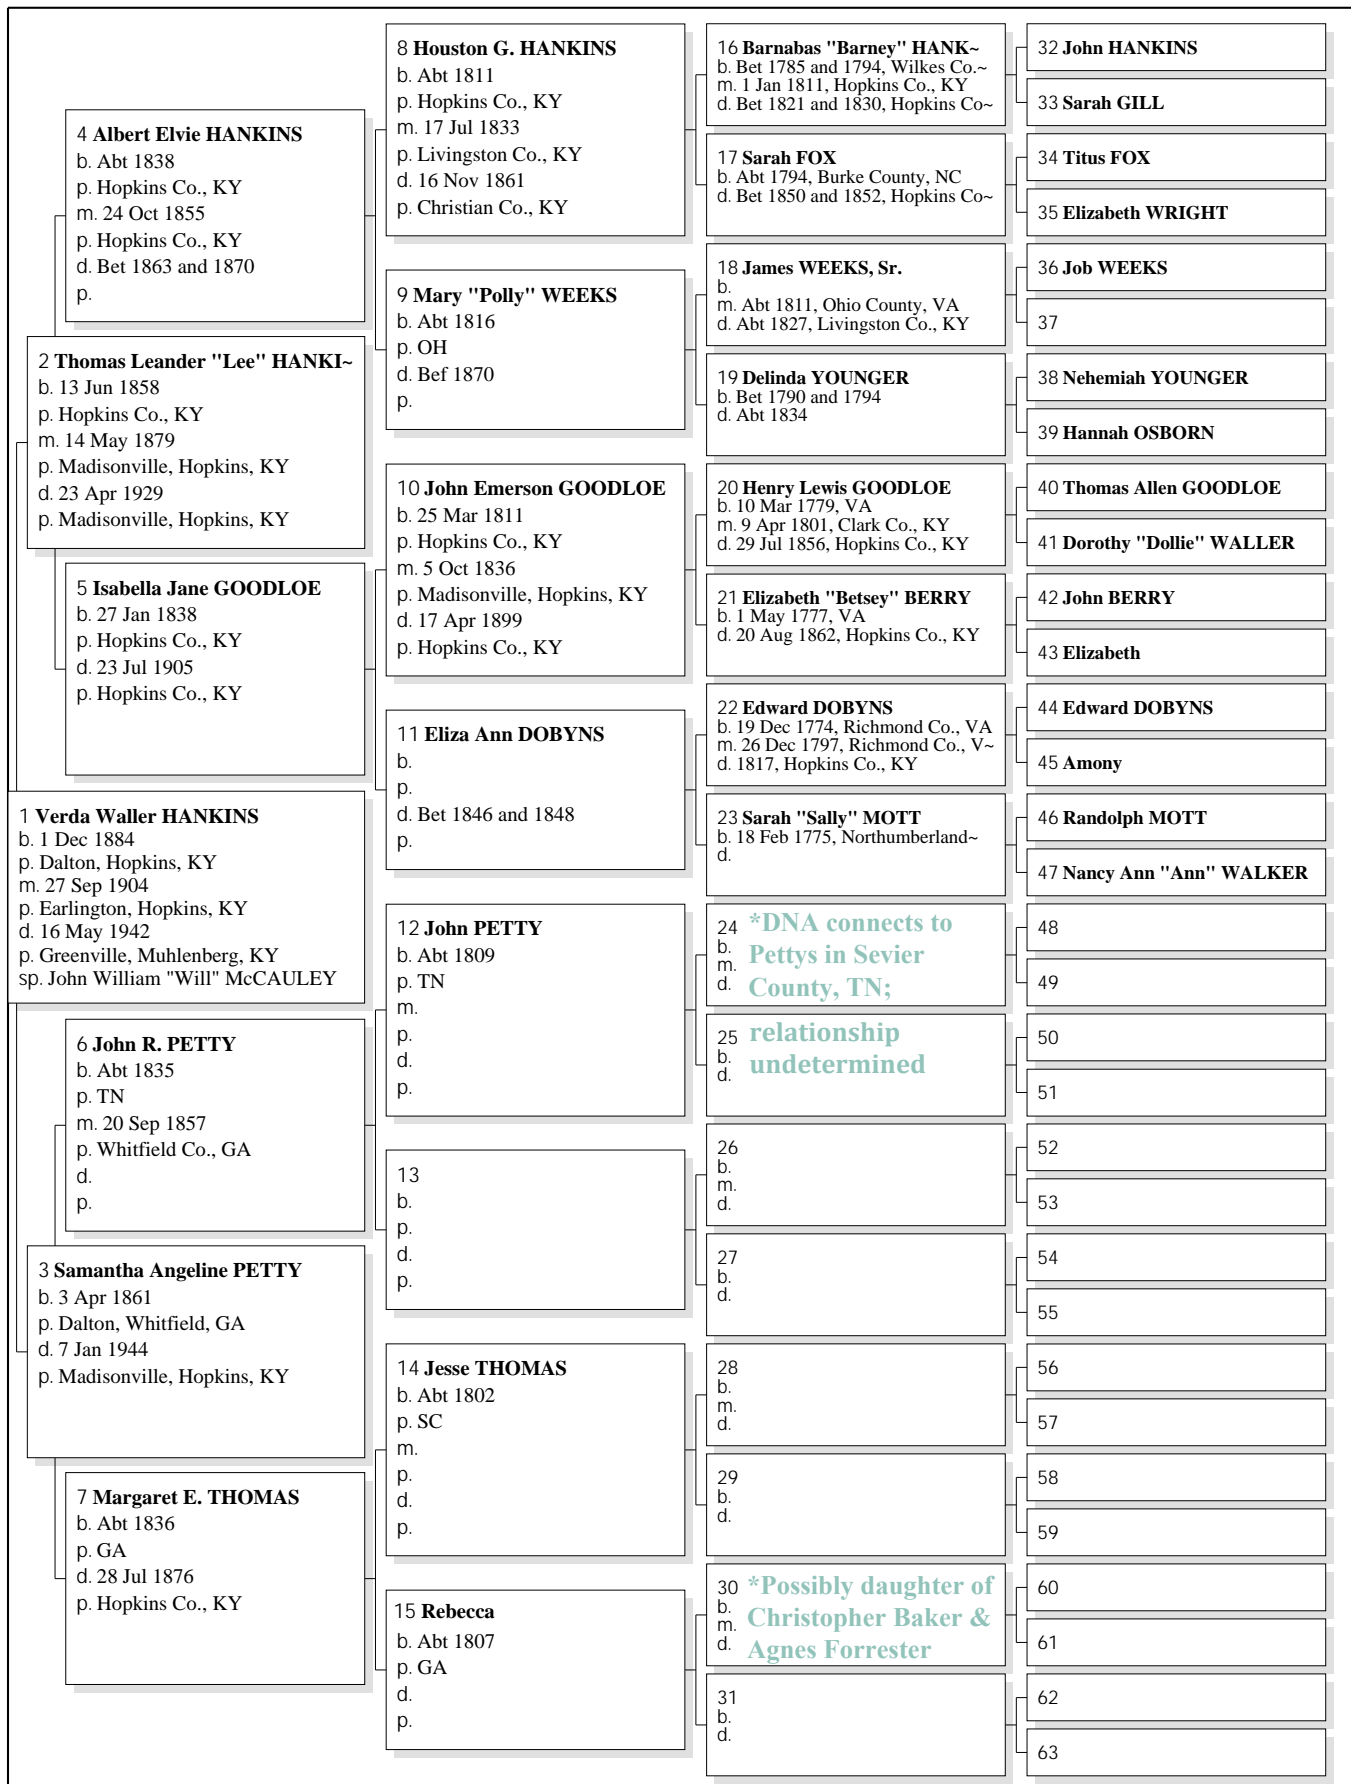 8 Houston G. HANKINS
b. Abt 1811
p. Hopkins Co., KY
m. 17 Jul 1833
p. Livingston Co., KY
d. 16 Nov 1861
p. Christian Co., KY
16 Barnabas "Barney" HANK~
b. Bet 1785 and 1794, Wilkes Co.~
m. 1 Jan 1811, Hopkins Co., KY
d. Bet 1821 and 1830, Hopkins Co~
32 John HANKINS
33 Sarah GILL
4 Albert Elvie HANKINS
b. Abt 1838
p. Hopkins Co., KY
m. 24 Oct 1855
p. Hopkins Co., KY
d. Bet 1863 and 1870
p.
17 Sarah FOX
b. Abt 1794, Burke County, NC
d. Bet 1850 and 1852, Hopkins Co~
34 Titus FOX
35 Elizabeth WRIGHT
9 Mary "Polly" WEEKS
b. Abt 1816
p. OH
d. Bef 1870
p.
18 James WEEKS, Sr.
b.
m. Abt 1811, Ohio County, VA
d. Abt 1827, Livingston Co., KY
36 Job WEEKS
37
2 Thomas Leander "Lee" HANKI~
b. 13 Jun 1858
p. Hopkins Co., KY
m. 14 May 1879
p. Madisonville, Hopkins, KY
d. 23 Apr 1929
p. Madisonville, Hopkins, KY
19 Delinda YOUNGER
b. Bet 1790 and 1794
d. Abt 1834
38 Nehemiah YOUNGER
39 Hannah OSBORN
10 John Emerson GOODLOE
b. 25 Mar 1811
p. Hopkins Co., KY
m. 5 Oct 1836
p. Madisonville, Hopkins, KY
d. 17 Apr 1899
p. Hopkins Co., KY
20 Henry Lewis GOODLOE
b. 10 Mar 1779, VA
m. 9 Apr 1801, Clark Co., KY
d. 29 Jul 1856, Hopkins Co., KY
40 Thomas Allen GOODLOE
41 Dorothy "Dollie" WALLER
5 Isabella Jane GOODLOE
b. 27 Jan 1838
p. Hopkins Co., KY
d. 23 Jul 1905
p. Hopkins Co., KY
21 Elizabeth "Betsey" BERRY
b. 1 May 1777, VA
d. 20 Aug 1862, Hopkins Co., KY
42 John BERRY
43 Elizabeth
11 Eliza Ann DOBYNS
b.
p.
d. Bet 1846 and 1848
p.
22 Edward DOBYNS
b. 19 Dec 1774, Richmond Co., VA
m. 26 Dec 1797, Richmond Co., V~
d. 1817, Hopkins Co., KY
44 Edward DOBYNS
45 Amony
1 Verda Waller HANKINS
b. 1 Dec 1884
p. Dalton, Hopkins, KY
m. 27 Sep 1904
p. Earlington, Hopkins, KY
d. 16 May 1942
p. Greenville, Muhlenberg, KY
sp. John William "Will" McCAULEY
23 Sarah "Sally" MOTT
b. 18 Feb 1775, Northumberland~
d.
46 Randolph MOTT
47 Nancy Ann "Ann" WALKER
12 John PETTY
b. Abt 1809
p. TN
m.
p.
d.
p.
24 *DNA connects to
b.
m. Pettys in Sevier
d. County, TN;
48
49
6 John R. PETTY
b. Abt 1835
p. TN
m. 20 Sep 1857
p. Whitfield Co., GA
d.
p.
25 relationship
b.
d. undetermined
50
51
13
b.
p.
d.
p.
26
b.
m.
d.
52
53
3 Samantha Angeline PETTY
b. 3 Apr 1861
p. Dalton, Whitfield, GA
d. 7 Jan 1944
p. Madisonville, Hopkins, KY
27
b.
d.
54
55
14 Jesse THOMAS
b. Abt 1802
p. SC
m.
p.
d.
p.
28
b.
m.
d.
56
57
7 Margaret E. THOMAS
b. Abt 1836
p. GA
d. 28 Jul 1876
p. Hopkins Co., KY
29
b.
d.
58
59
15 Rebecca
b. Abt 1807
p. GA
d.
p.
30 *Possibly daughter of
b.
m. Christopher Baker &
d. Agnes Forrester
60
61
31
b.
d.
62
63